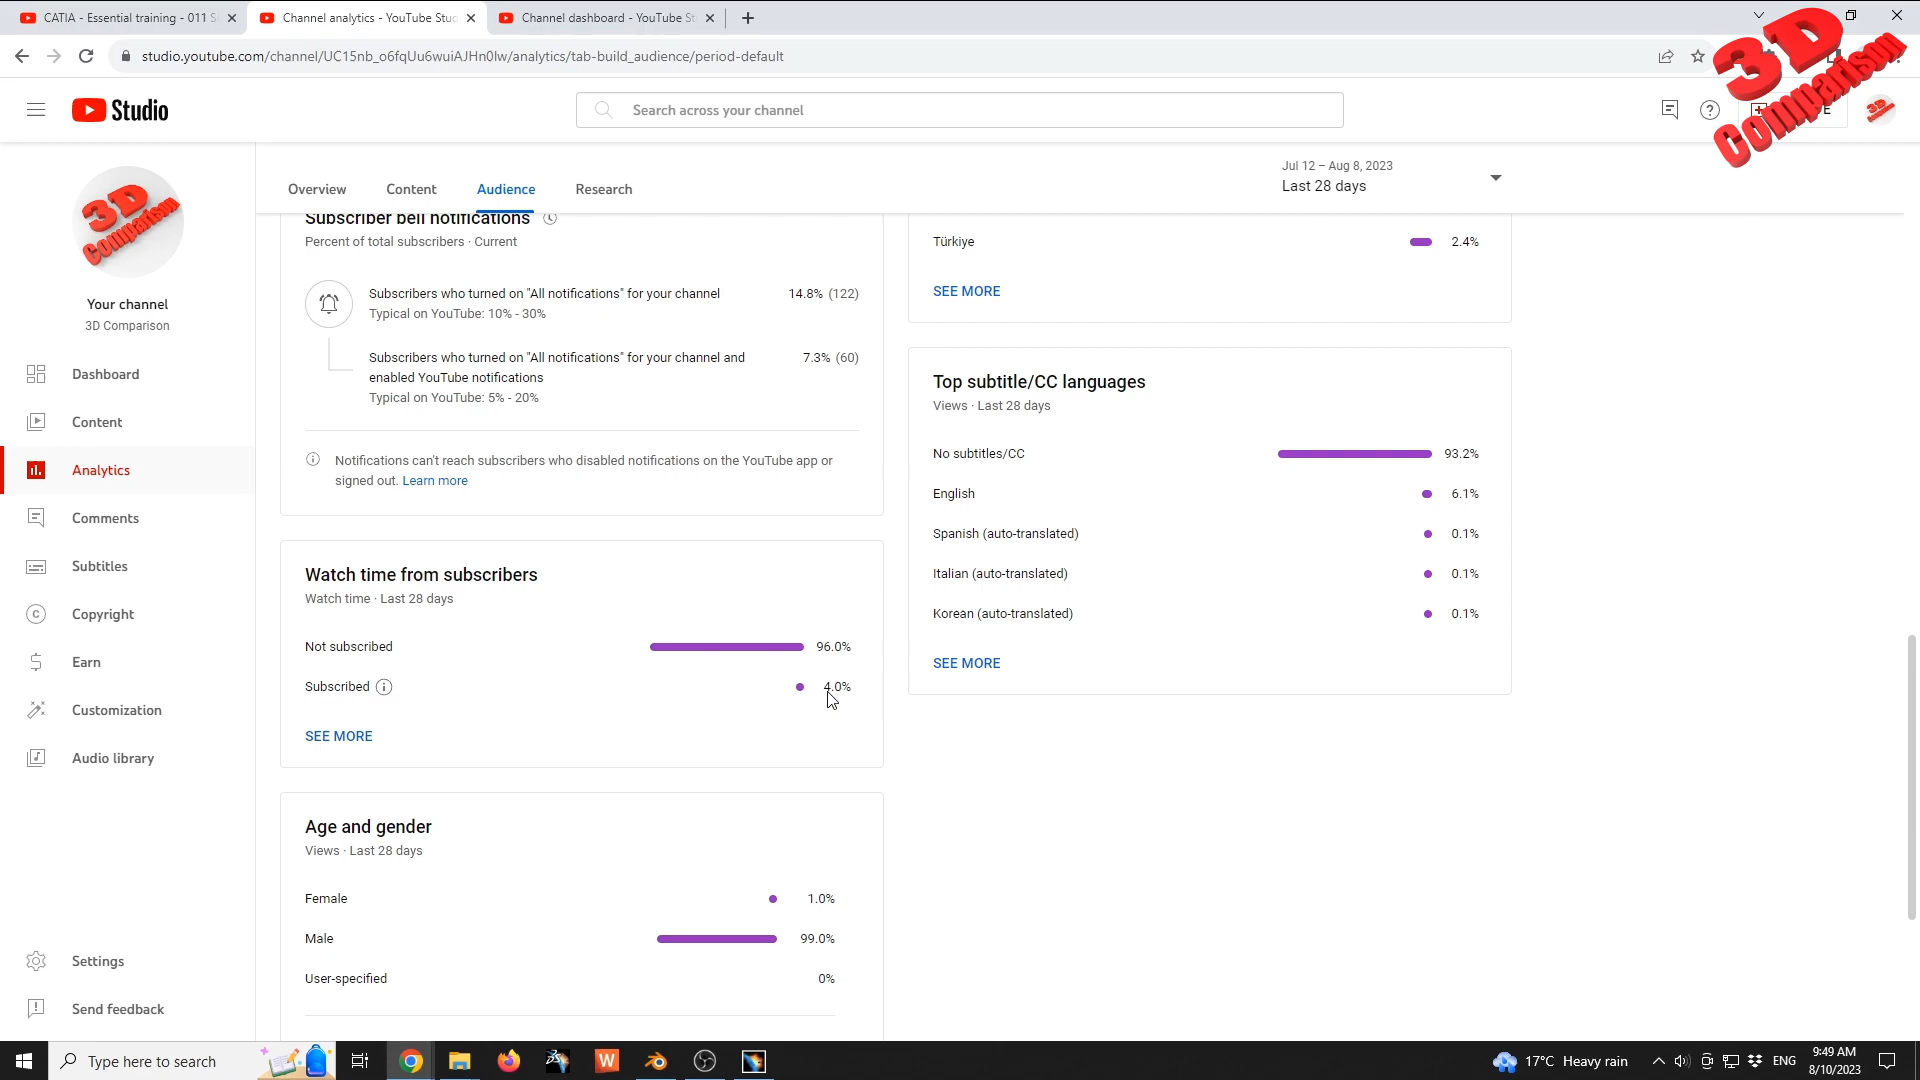 CATIA - Essential training - 011 S
Channel analytics - YouTube Stud
Channel dashboard - YouTube St
studio.youtube.com/channel/UC15nb_o6fqUu6wuiAJHn0lw/analytics/tab-build_audience/period-default
3D Comparison
Studio
Search across your channel
3D Comparison
Your channel
3D Comparison
Dashboard
Content
Analytics
Comments
Subtitles
Copyright
Earn
Customization
Audio library
Settings
Send feedback
Overview
Content
Audience
Research
Jul 12 – Aug 8, 2023
Last 28 days
Subscriber bell notifications
Percent of total subscribers · Current
Subscribers who turned on "All notifications" for your channel
14.8% (122)
Typical on YouTube: 10% - 30%
Subscribers who turned on "All notifications" for your channel and
7.3% (60)
enabled YouTube notifications
Typical on YouTube: 5% - 20%
Notifications can't reach subscribers who disabled notifications on the YouTube app or
signed out. Learn more
Watch time from subscribers
Watch time · Last 28 days
Not subscribed
96.0%
Subscribed
4.0%
SEE MORE
Age and gender
Views · Last 28 days
Female
1.0%
Male
99.0%
User-specified
0%
Türkiye
2.4%
SEE MORE
Top subtitle/CC languages
Views · Last 28 days
No subtitles/CC
93.2%
English
6.1%
Spanish (auto-translated)
0.1%
Italian (auto-translated)
0.1%
Korean (auto-translated)
0.1%
SEE MORE
Type here to search
17°C Heavy rain
ENG
9:49 AM
8/10/2023